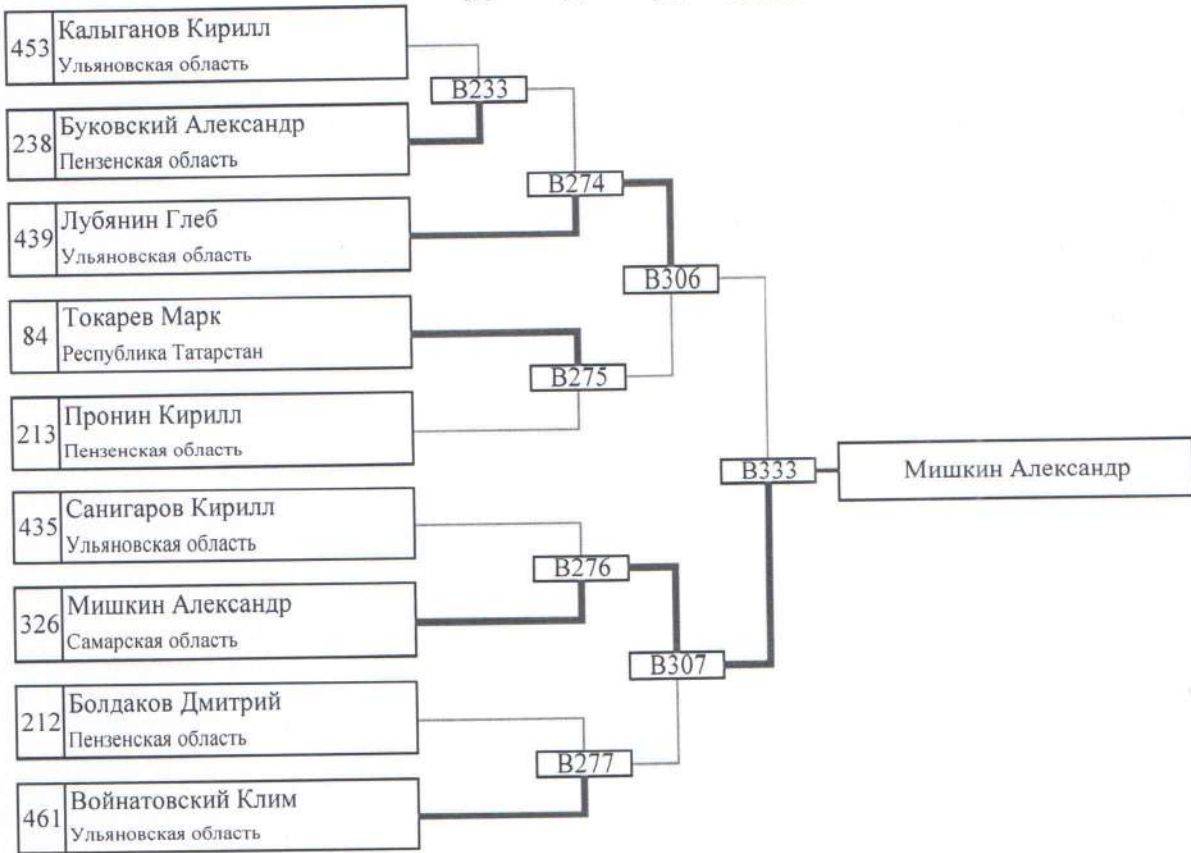 453
Калыганов Кирилл
Ульяновская область
B233
238
Буковский Александр
Пензенская область
B274
439
Лубянин Глеб
Ульяновская область
B306
84
Токарев Марк
Республика Татарстан
B275
213
Пронин Кирилл
Пензенская область
B333
Мишкин Александр
435
Санигаров Кирилл
Ульяновская область
B276
326
Мишкин Александр
Самарская область
B307
212
Болдаков Дмитрий
Пензенская область
B277
461
Войнатовский Клим
Ульяновская область